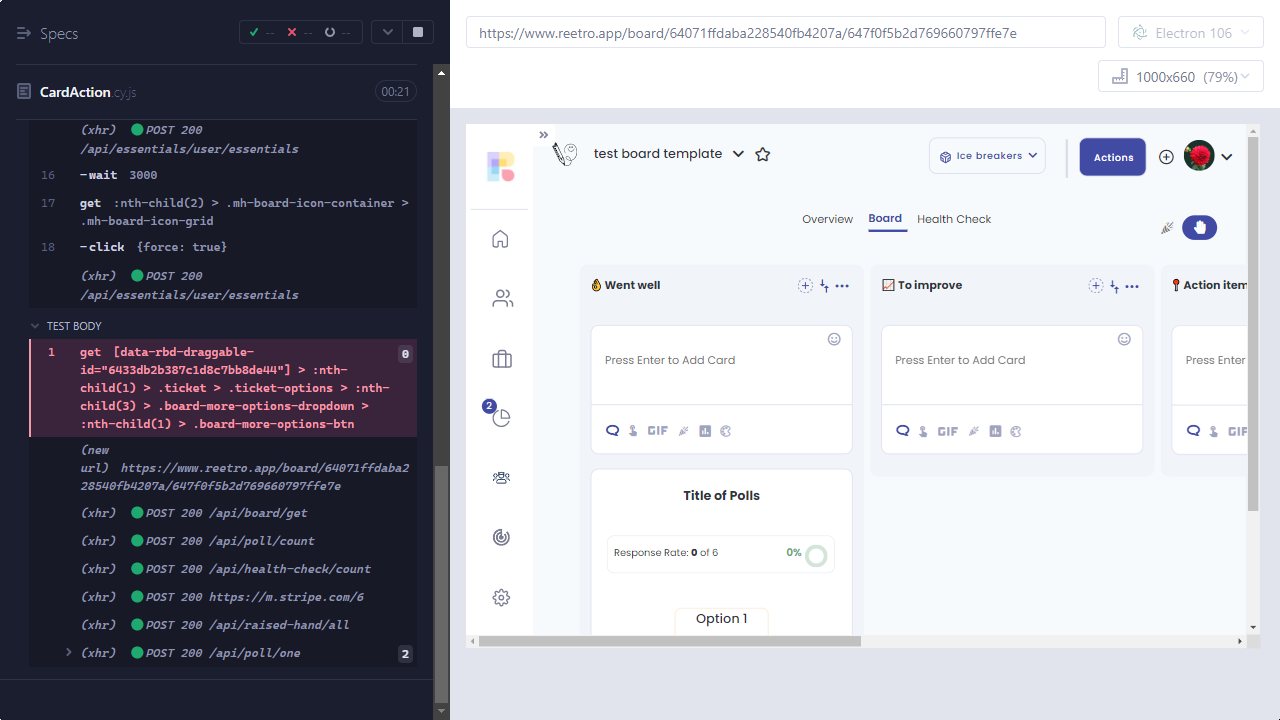 Specs
--
--
--
CardAction.cy.js
00:21
(xhr) POST 200
/api/essentials/user/essentials
16 -wait 3000
17 get :nth-child(2) > .mh-board-icon-container >
.mh-board-icon-grid
18 -click {force: true}
(xhr) POST 200
/api/essentials/user/essentials
TEST BODY
1 get [data-rbd-draggable-
id="6433db2b387c1d8c7bb8de44"] > :nth-
child(1) > .ticket > .ticket-options > :nth-
child(3) > .board-more-options-dropdown >
:nth-child(1) > .board-more-options-btn
0
(new
url) https://www.reetro.app/board/64071ffdaba2
28540fb4207a/647f0f5b2d769660797ffe7e
(xhr) POST 200 /api/board/get
(xhr) POST 200 /api/poll/count
(xhr) POST 200 /api/health-check/count
(xhr) POST 200 https://m.stripe.com/6
(xhr) POST 200 /api/raised-hand/all
(xhr) POST 200 /api/poll/one
2
https://www.reetro.app/board/64071ffdaba228540fb4207a/647f0f5b2d769660797ffe7e
Electron 106
1000x660 (79%)
test board template
Ice breakers
Actions
Overview
Board
Health Check
2
Went well
To improve
Action item
Press Enter to Add Card
Press Enter to Add Card
Press Enter
GIF
GIF
GIF
Title of Polls
Response Rate: 0 of 6
0%
Option 1